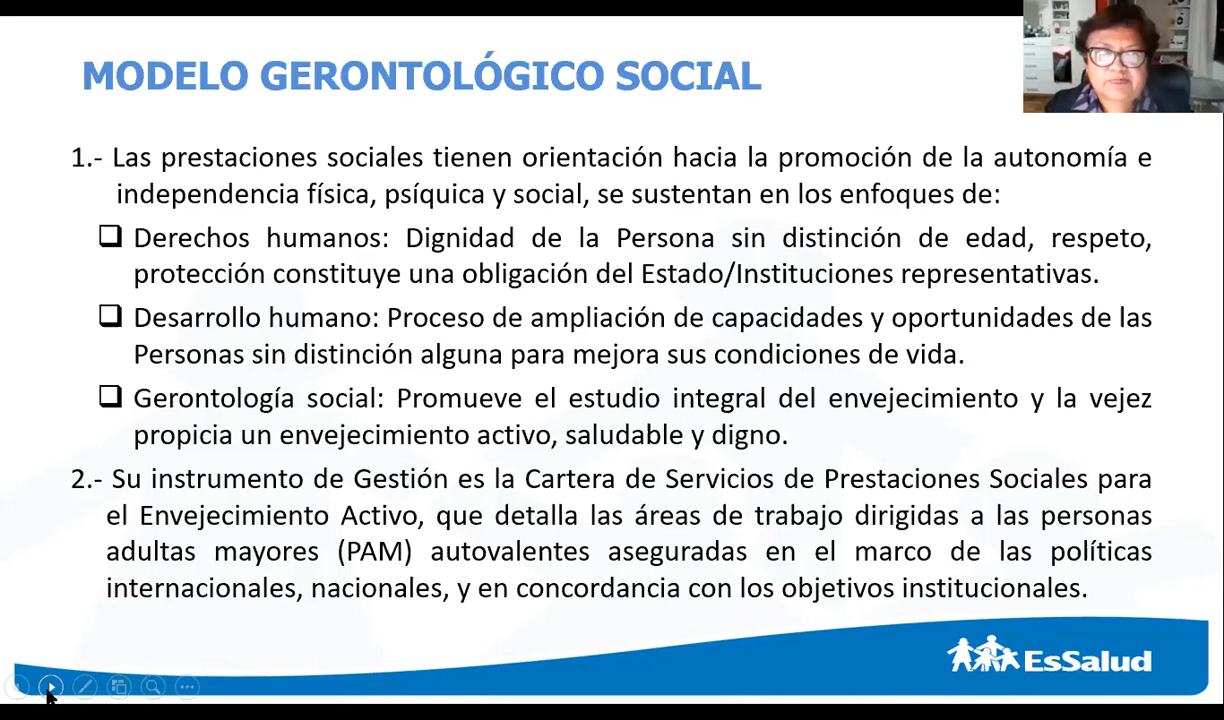 MODELO GERONTOLÓGICO SOCIAL
1.- Las prestaciones sociales tienen orientación hacia la promoción de la autonomía e
independencia física, psíquica y social, se sustentan en los enfoques de:
Derechos humanos: Dignidad de la Persona sin distinción de edad, respeto,
protección constituye una obligación del Estado/Instituciones representativas.
Desarrollo humano: Proceso de ampliación de capacidades y oportunidades de las
Personas sin distinción alguna para mejora sus condiciones de vida.
Gerontología social: Promueve el estudio integral del envejecimiento y la vejez
propicia un envejecimiento activo, saludable y digno.
2.- Su instrumento de Gestión es la Cartera de Servicios de Prestaciones Sociales para
el Envejecimiento Activo, que detalla las áreas de trabajo dirigidas a las personas
adultas mayores (PAM) autovalentes aseguradas en el marco de las políticas
internacionales, nacionales, y en concordancia con los objetivos institucionales.
EsSalud